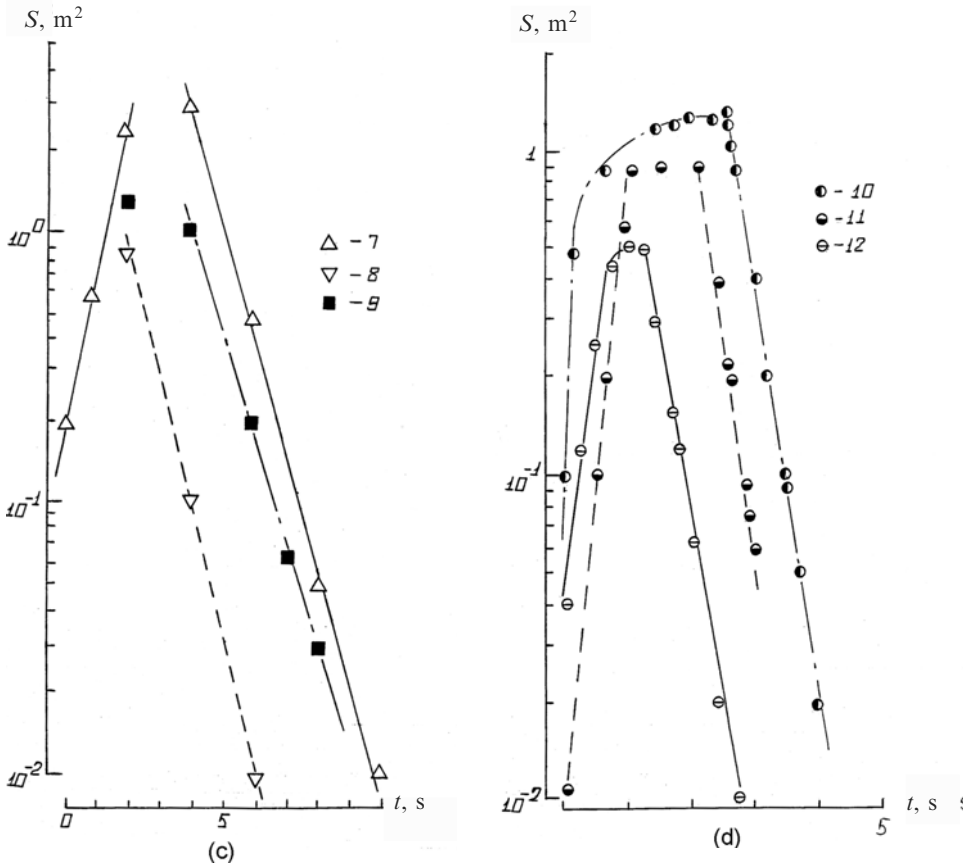 S, m²
10⁰
10⁻¹
10⁻²
0
5
t, s
△ - 7
▽ - 8
■ - 9
(c)
S, m²
1
10⁻¹
10⁻²
5
t, s s
◐ - 10
◒ - 11
⊖ - 12
(d)